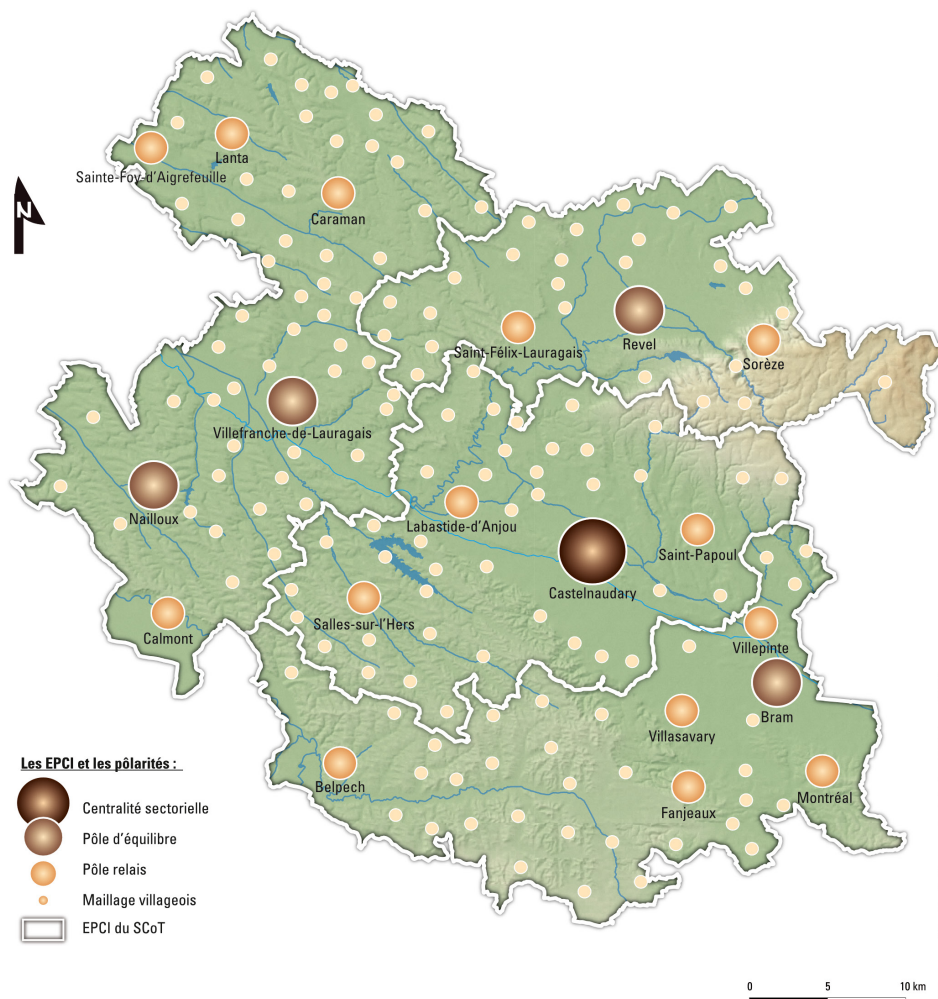 Lanta
Sainte-Foy-d'Aigrefeuille
Caraman
N
Saint-Félix-Lauragais
Revel
Sorèze
Villefranche-de-Lauragais
Nailloux
Labastide-d'Anjou
Saint-Papoul
Castelnaudary
Calmont
Salles-sur-l'Hers
Villepinte
Bram
Villasavary
Belpech
Fanjeaux
Montréal
Les EPCI et les pôlarités :
Centralité sectorielle
Pôle d'équilibre
Pôle relais
Maillage villageois
EPCI du SCoT
0 5 10 km